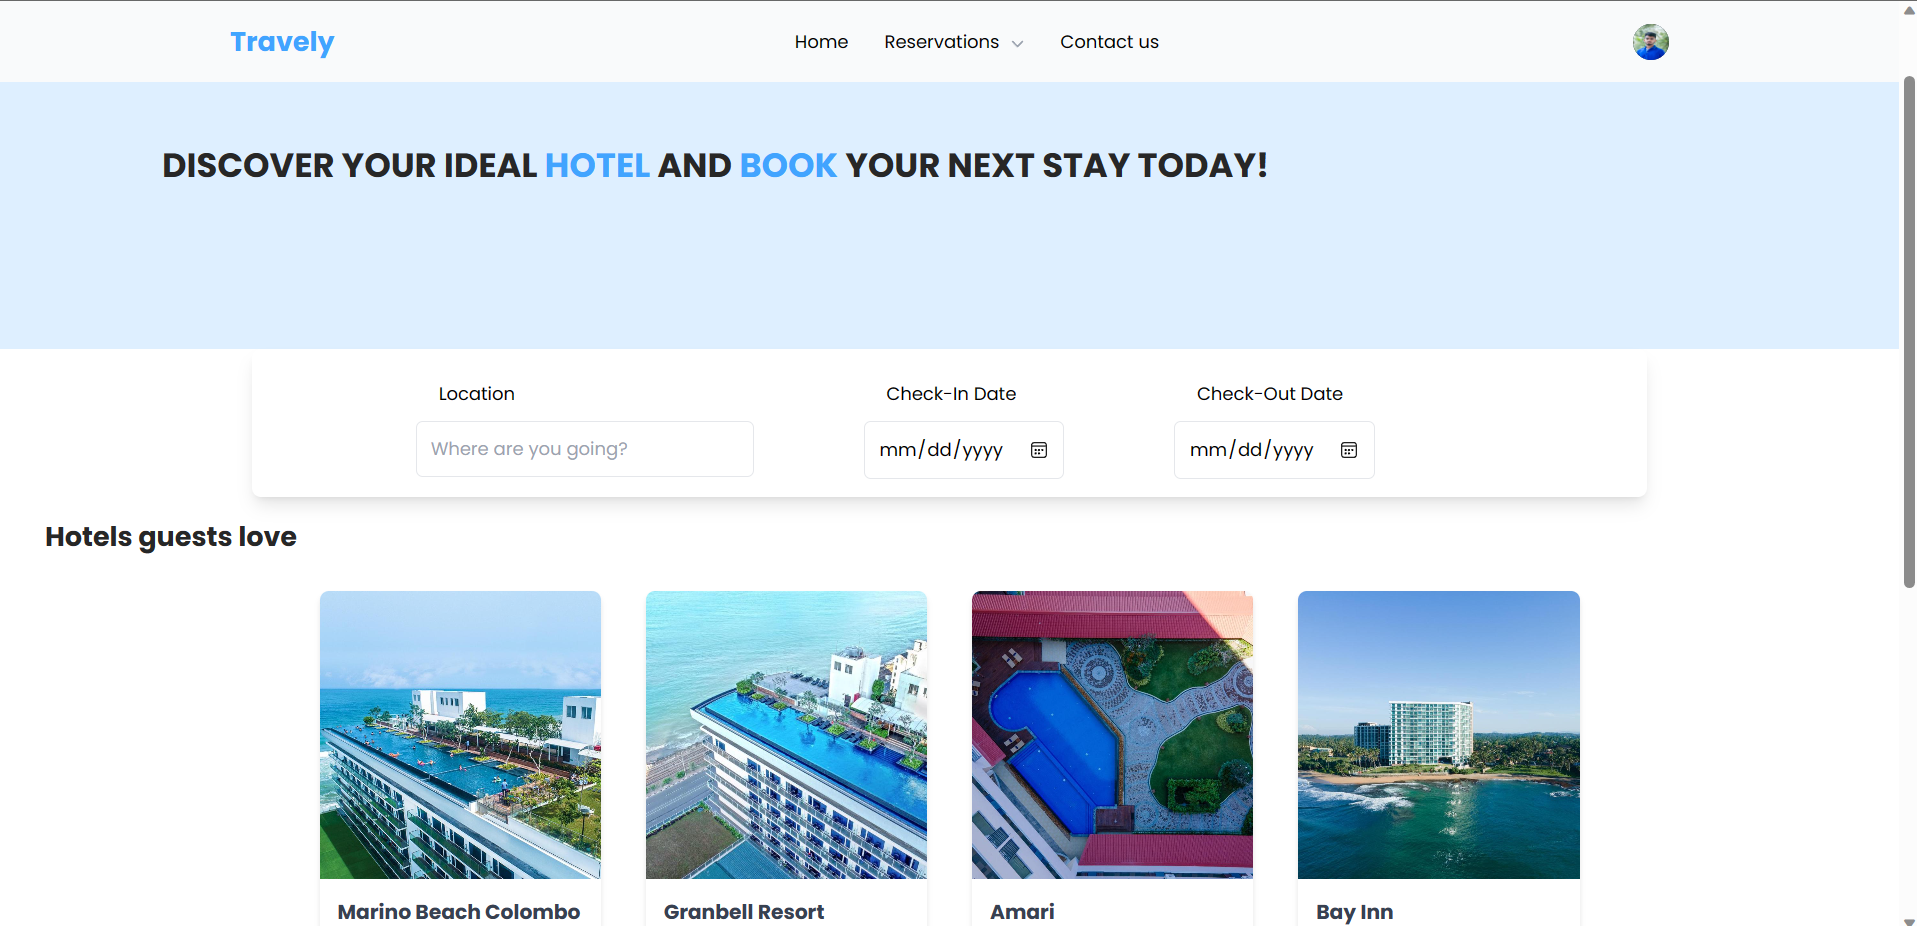 Travely
Home
Reservations
Contact us
DISCOVER YOUR IDEAL HOTEL AND BOOK YOUR NEXT STAY TODAY!
Location
Check-In Date
Check-Out Date
Where are you going?
mm/dd/yyyy
mm/dd/yyyy
Hotels guests love
Marino Beach Colombo
Granbell Resort
Amari
Bay Inn